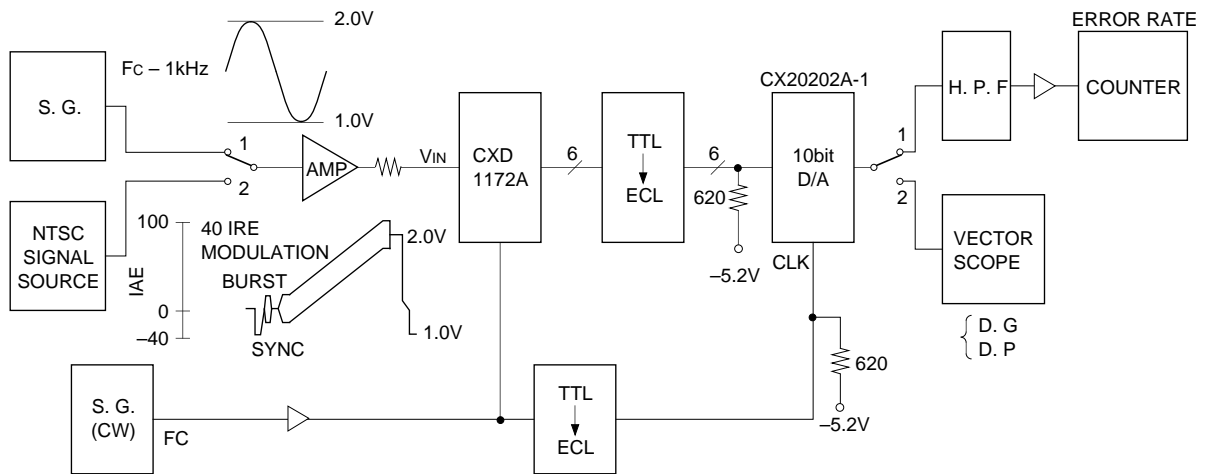 ERROR RATE
2.0V
FC – 1kHz
CX20202A-1
S. G.
H. P. F
COUNTER
1.0V
1
TTL
ECL
1
AMP
VIN
CXD
1172A
6
6
10bit
D/A
2
620
2
100
40 IRE
MODULATION
NTSC
SIGNAL
SOURCE
IAE
2.0V
–5.2V
CLK
VECTOR
SCOPE
BURST
0
–40
SYNC
1.0V
D. G
D. P
620
S. G.
(CW)
FC
TTL
ECL
–5.2V